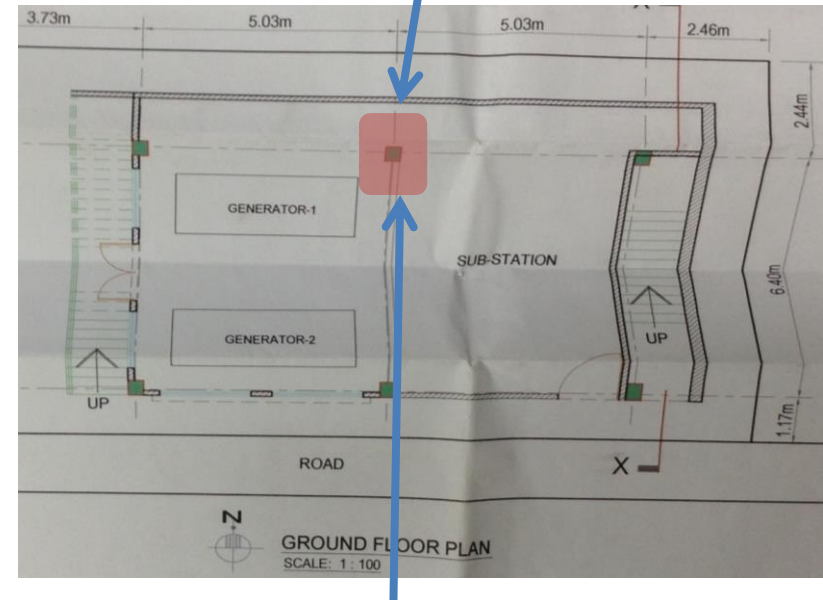 3.73m 5.03m 5.03m 2.46m
2.44m
GENERATOR-1
SUB-STATION
6.40m
GENERATOR-2
UP
UP
1.17m
ROAD
X
N
GROUND FLOOR PLAN
SCALE: 1 : 100